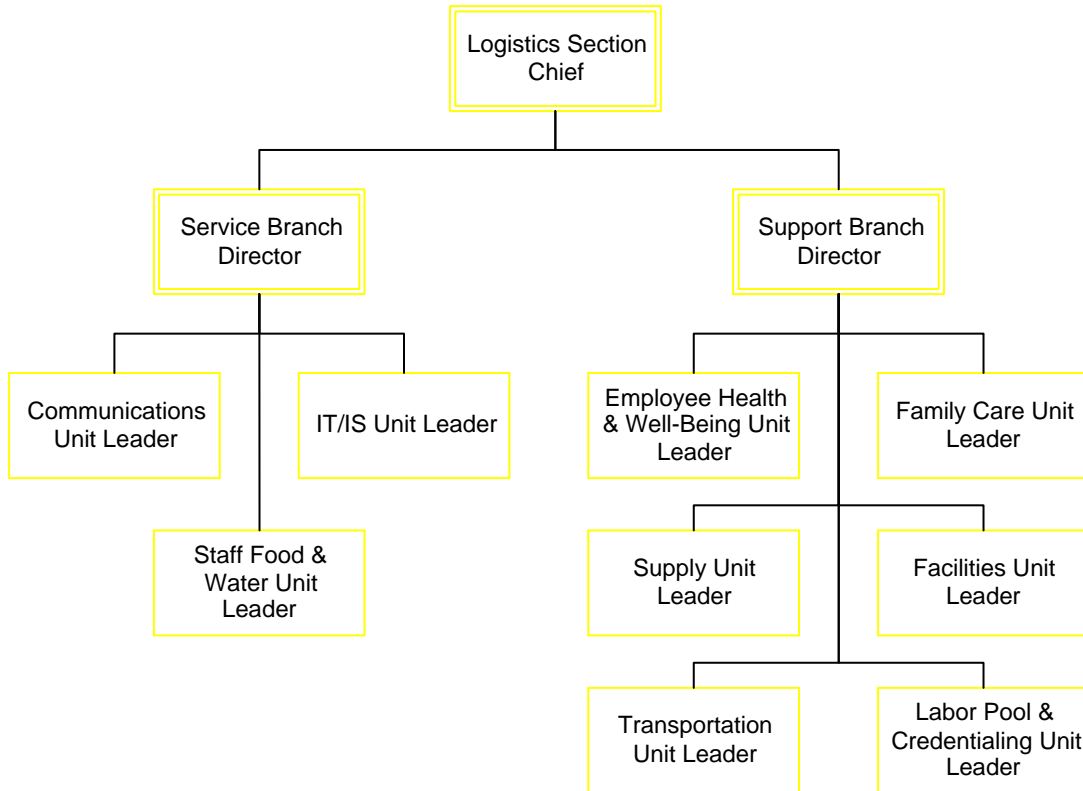 Logistics Section
Chief
Service Branch
Director
Support Branch
Director
Communications
Unit Leader
IT/IS Unit Leader
Employee Health
& Well-Being Unit
Leader
Family Care Unit
Leader
Staff Food &
Water Unit
Leader
Supply Unit
Leader
Facilities Unit
Leader
Transportation
Unit Leader
Labor Pool &
Credentialing Unit
Leader